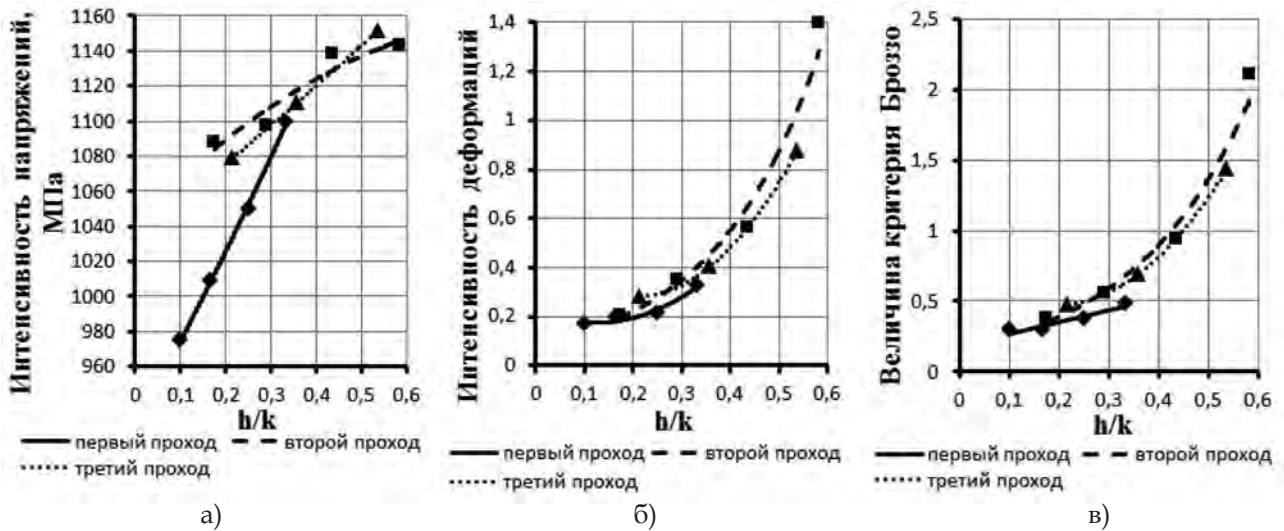 Интенсивность напряжений,
МПа
1160
1140
1120
1100
1080
1060
1040
1020
1000
980
960
0 0,1 0,2 0,3 0,4 0,5 0,6
h/k
первый проход второй проход
третий проход
а)
Интенсивность деформаций
1,4
1,2
1
0,8
0,6
0,4
0,2
0
0 0,1 0,2 0,3 0,4 0,5 0,6
h/k
первый проход второй проход
третий проход
б)
Величина критерия Броззо
2,5
2
1,5
1
0,5
0
0 0,1 0,2 0,3 0,4 0,5 0,6
h/k
первый проход второй проход
третий проход
в)